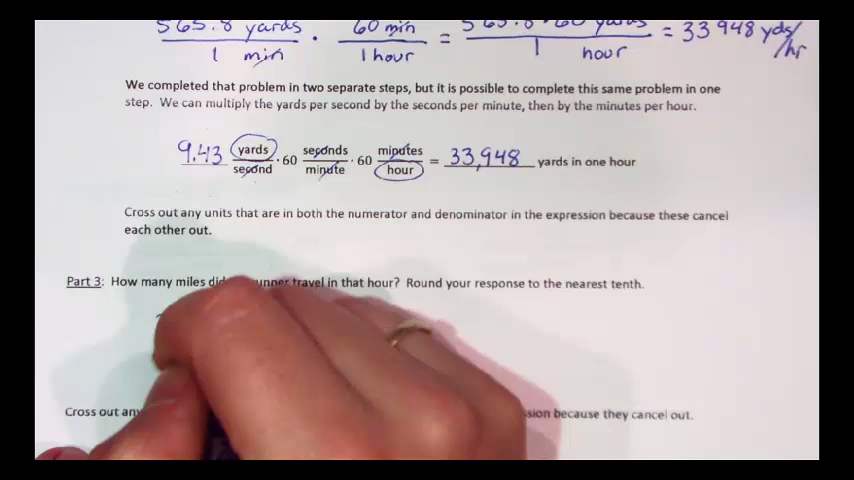 565.8 yards / 1 min · 60 min / 1 hour = 565.8 · 60 yards / 1 hour = 33948 yds/hr
We completed that problem in two separate steps, but it is possible to complete this same problem in one
step. We can multiply the yards per second by the seconds per minute, then by the minutes per hour.
9.43 yards / second · 60 seconds / minute · 60 minutes / hour = 33,948 yards in one hour
Cross out any units that are in both the numerator and denominator in the expression because these cancel
each other out.
Part 3: How many miles did runner travel in that hour? Round your response to the nearest tenth.
Cross out any because they cancel out.